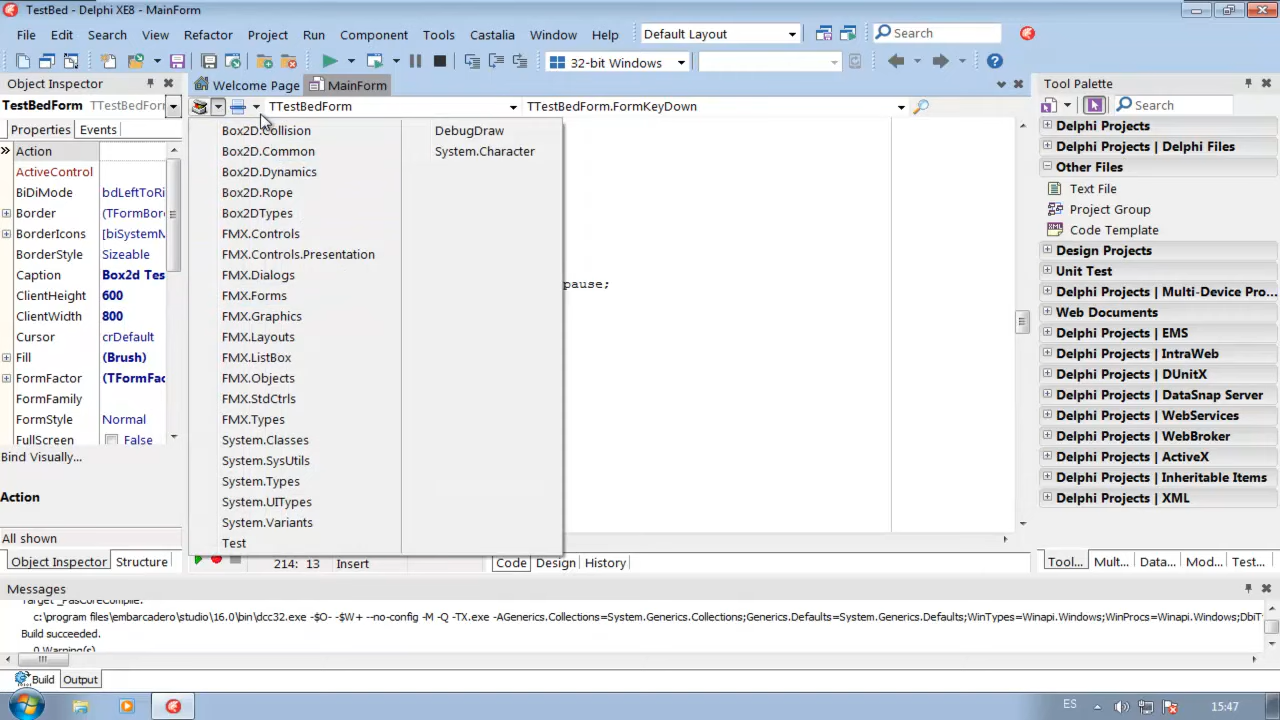 TestBed - Delphi XE8 - MainForm
File Edit Search View Refactor Project Run Component Tools Castalia Window Help
Default Layout
Search
32-bit Windows
Object Inspector
TestBedForm TTestBedForm
Properties Events
Action
ActiveControl
BiDiMode bdLeftToRi
Border (TFormBor
BorderIcons [biSystemM
BorderStyle Sizeable
Caption Box2d Tes
ClientHeight 600
ClientWidth 800
Cursor crDefault
Fill (Brush)
FormFactor (TFormFac
FormFamily
FormStyle Normal
FullScreen False
Bind Visually...
Action
All shown
Object Inspector Structure
Welcome Page MainForm
TTestBedForm
TTestBedForm.FormKeyDown
Box2D.Collision
Box2D.Common
Box2D.Dynamics
Box2D.Rope
Box2DTypes
FMX.Controls
FMX.Controls.Presentation
FMX.Dialogs
FMX.Forms
FMX.Graphics
FMX.Layouts
FMX.ListBox
FMX.Objects
FMX.StdCtrls
FMX.Types
System.Classes
System.SysUtils
System.Types
System.UITypes
System.Variants
Test
DebugDraw
System.Character
pause;
214: 13 Insert
Code Design History
Tool Palette
Search
Delphi Projects
Delphi Projects | Delphi Files
Other Files
Text File
Project Group
Code Template
Design Projects
Unit Test
Delphi Projects | Multi-Device Pro...
Web Documents
Delphi Projects | EMS
Delphi Projects | IntraWeb
Delphi Projects | DUnitX
Delphi Projects | DataSnap Server
Delphi Projects | WebServices
Delphi Projects | WebBroker
Delphi Projects | ActiveX
Delphi Projects | Inheritable Items
Delphi Projects | XML
Tool... Mult... Data... Mod... Test...
Messages
Target _PasCoreCompile:
c:\program files\embarcadero\studio\16.0\bin\dcc32.exe -$O- -$W+ --no-config -M -Q -TX.exe -AGenerics.Collections=System.Generics.Collections;Generics.Defaults=System.Generics.Defaults;WinTypes=Winapi.Windows;WinProcs=Winapi.Windows;DbiT
Build succeeded.
0 Warning(s)
Build Output
ES
15:47